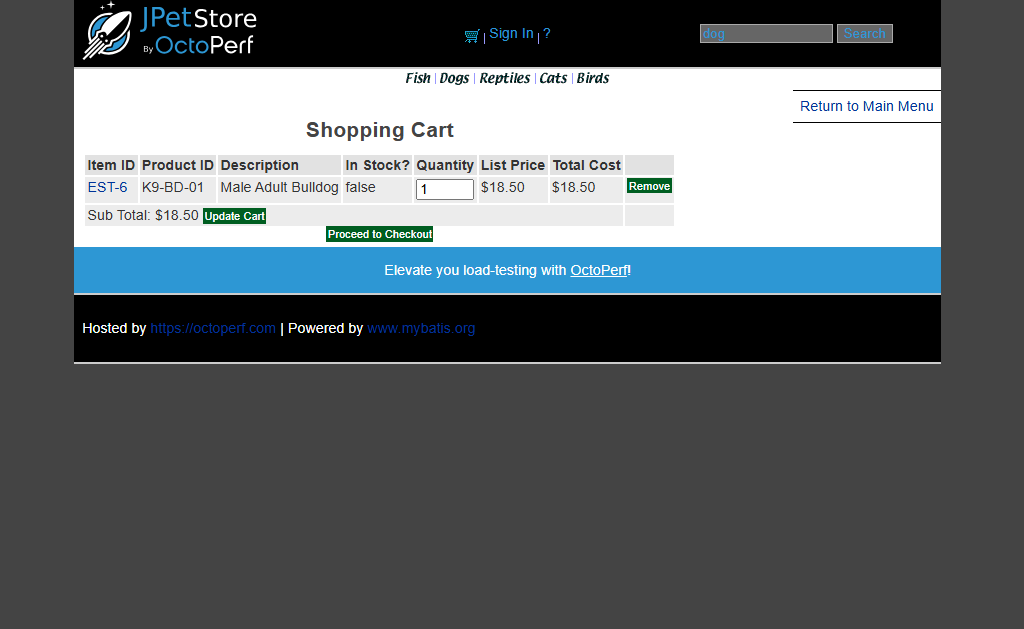 JPetStore
By OctoPerf
Sign In | ?
dog Search
Fish | Dogs | Reptiles | Cats | Birds
Return to Main Menu
Shopping Cart
Item ID Product ID Description In Stock? Quantity List Price Total Cost
EST-6 K9-BD-01 Male Adult Bulldog false 1 $18.50 $18.50 Remove
Sub Total: $18.50 Update Cart
Proceed to Checkout
Elevate you load-testing with OctoPerf!
Hosted by https://octoperf.com | Powered by www.mybatis.org